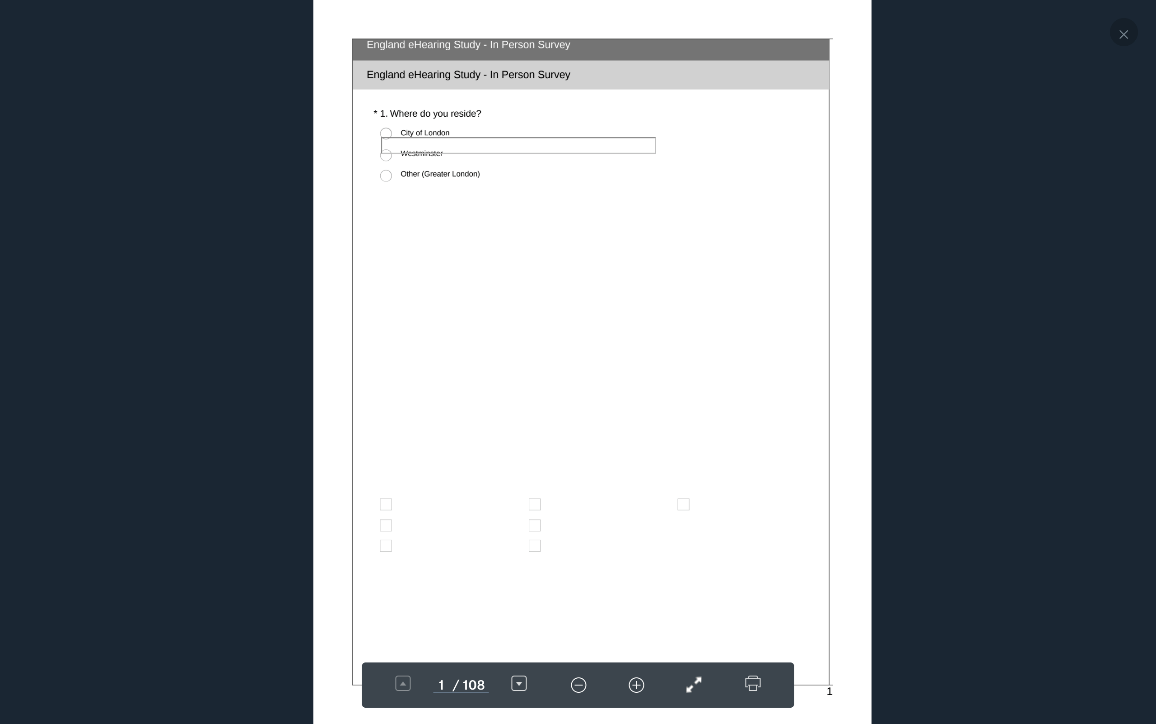 England eHearing Study - In Person Survey
England eHearing Study - In Person Survey
* 1. Where do you reside?
City of London
Westminster
Other (Greater London)
1 / 108
1